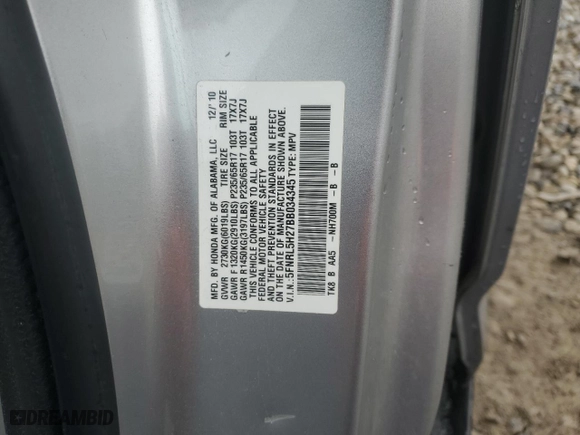 MFD. BY HONDA MFG. OF ALABAMA, LLC 12/'10
GVWR 2730KG(6019LBS) TIRE SIZE RIM SIZE
GAWR F 1320KG(2910LBS) P235/65R17 103T 17X7J
GAWR R1450KG(3197LBS) P235/65R17 103T 17X7J
THIS VEHICLE CONFORMS TO ALL APPLICABLE
FEDERAL MOTOR VEHICLE SAFETY
AND THEFT PREVENTION STANDARDS IN EFFECT
ON THE DATE OF MANUFACTURE SHOWN ABOVE.
V.I.N.: 5FNRL5H27BB034345 TYPE: MPV
TK8 B AA5 -NH700M -B -B
DREAMBID